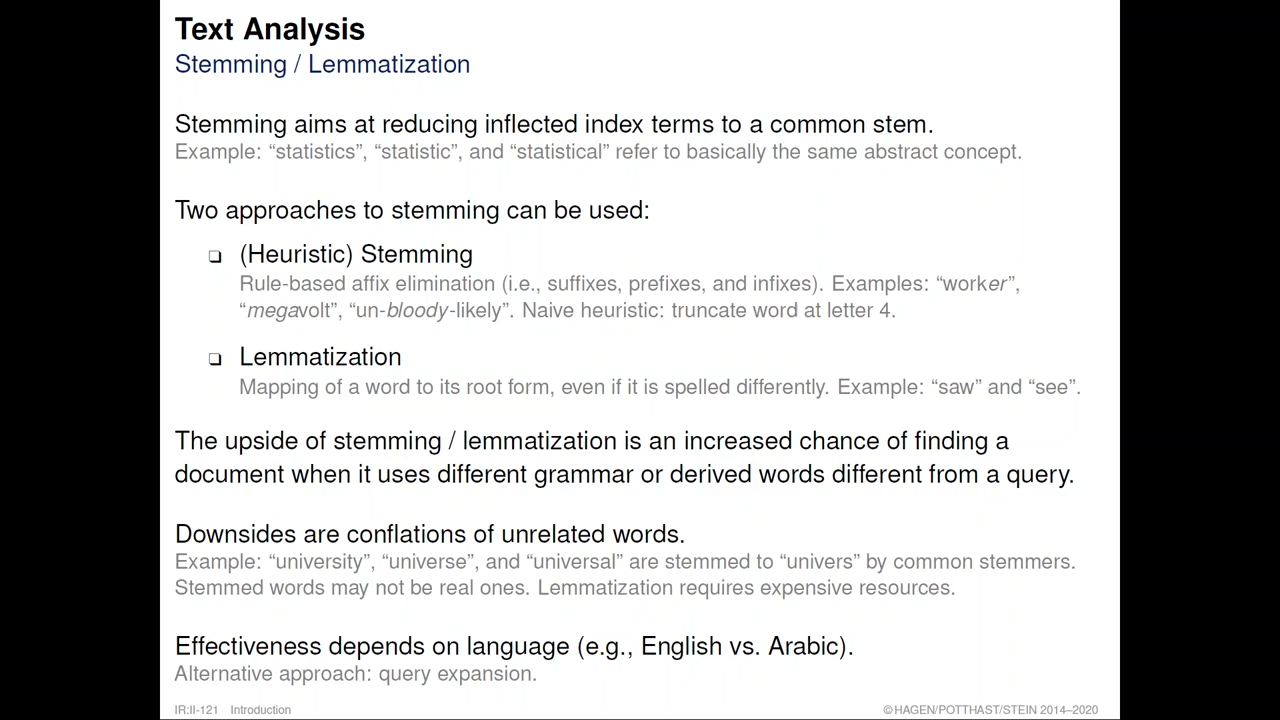 Text Analysis
Stemming / Lemmatization
Stemming aims at reducing inflected index terms to a common stem.
Example: “statistics”, “statistic”, and “statistical” refer to basically the same abstract concept.
Two approaches to stemming can be used:
❑ (Heuristic) Stemming
Rule-based affix elimination (i.e., suffixes, prefixes, and infixes). Examples: “worker”,
“megavolt”, “un-bloody-likely”. Naive heuristic: truncate word at letter 4.
❑ Lemmatization
Mapping of a word to its root form, even if it is spelled differently. Example: “saw” and “see”.
The upside of stemming / lemmatization is an increased chance of finding a
document when it uses different grammar or derived words different from a query.
Downsides are conflations of unrelated words.
Example: “university”, “universe”, and “universal” are stemmed to “univers” by common stemmers.
Stemmed words may not be real ones. Lemmatization requires expensive resources.
Effectiveness depends on language (e.g., English vs. Arabic).
Alternative approach: query expansion.
IR:II-121 Introduction ©HAGEN/POTTHAST/STEIN 2014–2020